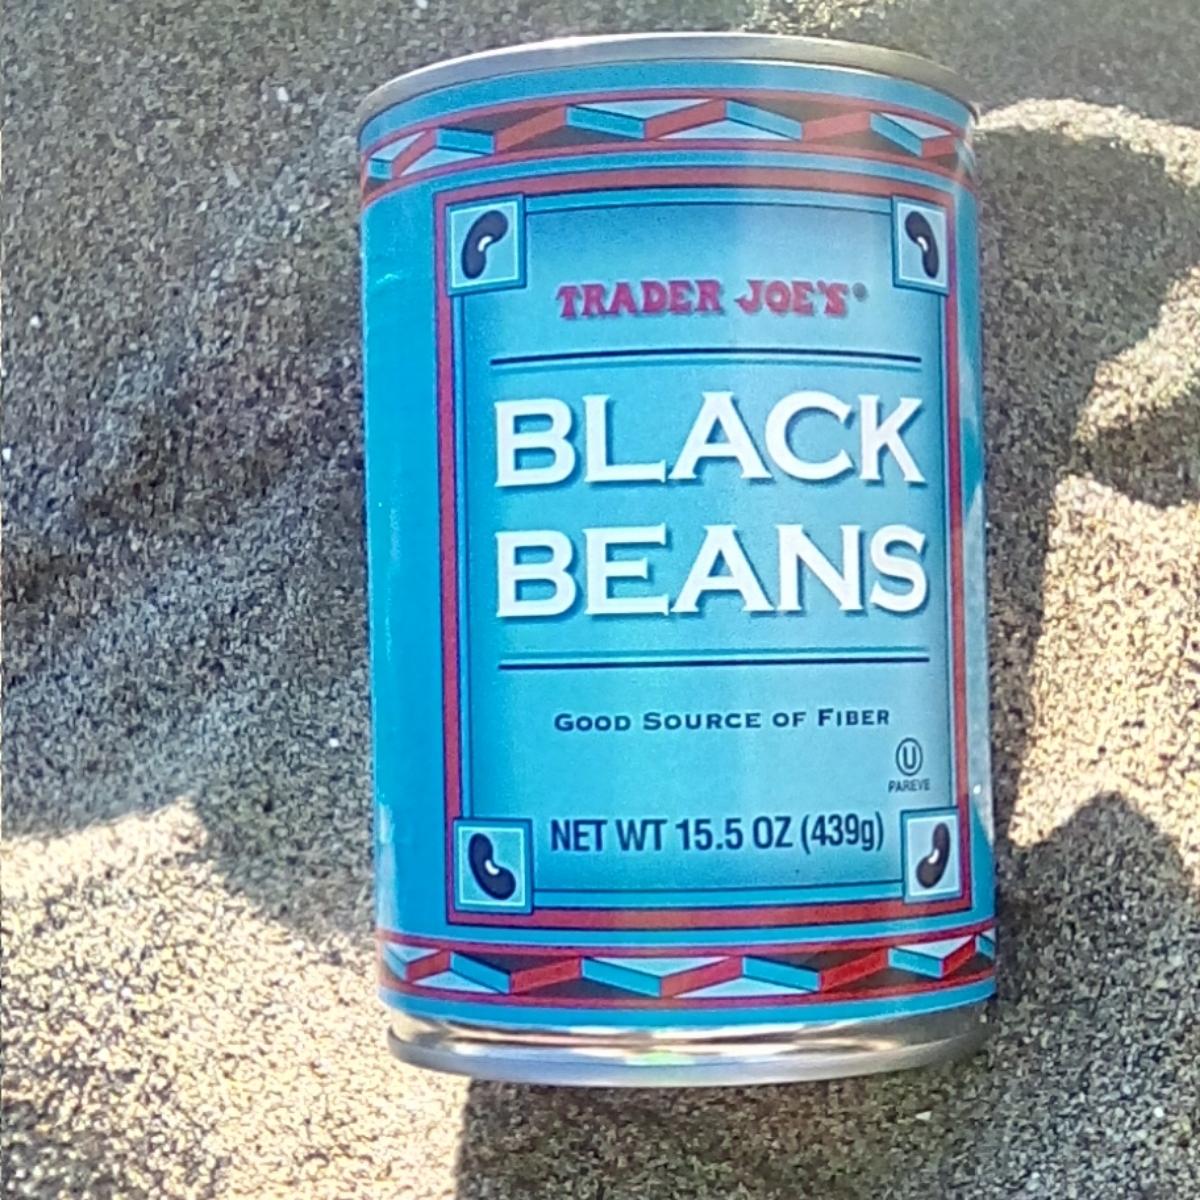 TRADER JOE'S®
BLACK
BEANS
GOOD SOURCE OF FIBER
U
PAREVE
NET WT 15.5 OZ (439g)